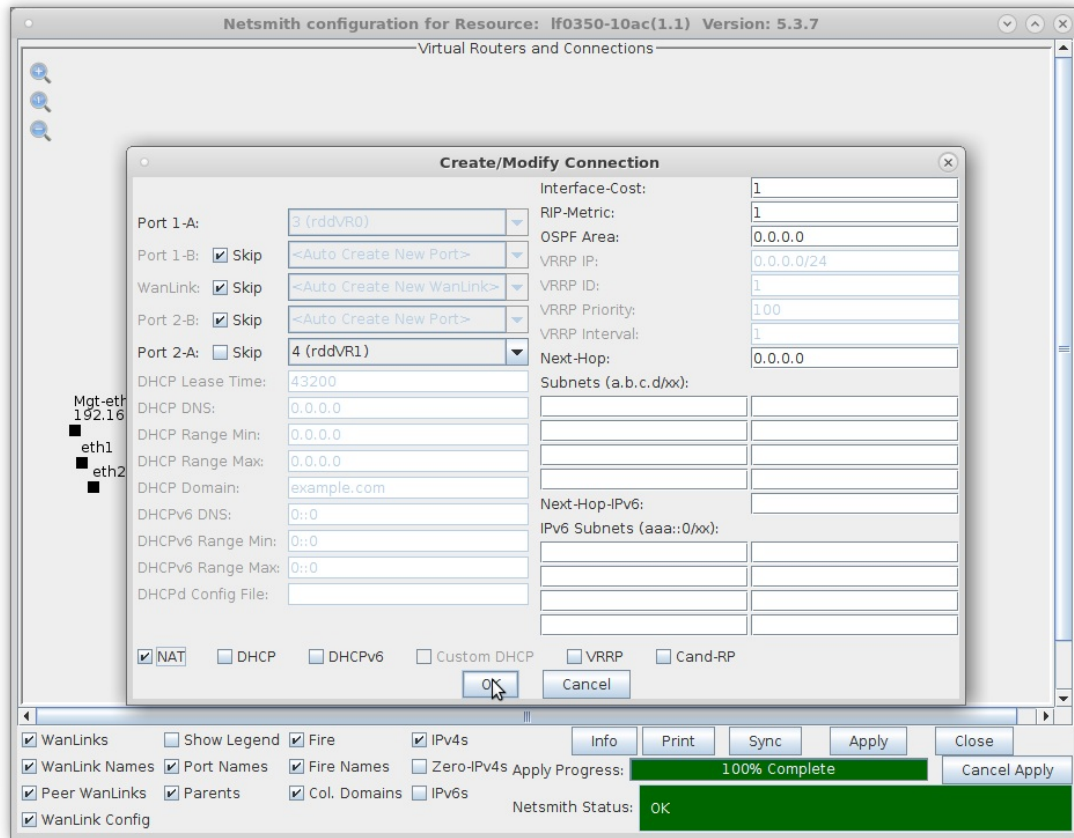 Netsmith configuration for Resource: lf0350-10ac(1.1) Version: 5.3.7
Virtual Routers and Connections
Create/Modify Connection
Port 1-A: 3 (rddVR0)
Port 1-B: Skip <Auto Create New Port>
WanLink: Skip <Auto Create New WanLink>
Port 2-B: Skip <Auto Create New Port>
Port 2-A: Skip 4 (rddVR1)
DHCP Lease Time: 43200
DHCP DNS: 0.0.0.0
DHCP Range Min: 0.0.0.0
DHCP Range Max: 0.0.0.0
DHCP Domain: example.com
DHCPv6 DNS: 0::0
DHCPv6 Range Min: 0::0
DHCPv6 Range Max: 0::0
DHCPd Config File:
Interface-Cost: 1
RIP-Metric: 1
OSPF Area: 0.0.0.0
VRRP IP: 0.0.0.0/24
VRRP ID: 1
VRRP Priority: 100
VRRP Interval: 1
Next-Hop: 0.0.0.0
Subnets (a.b.c.d/xx):
Next-Hop-IPv6:
IPv6 Subnets (aaa::0/xx):
NAT DHCP DHCPv6 Custom DHCP VRRP Cand-RP
OK Cancel
Mgt-eth
192.16
eth1
eth2
WanLinks Show Legend Fire IPv4s Info Print Sync Apply Close
WanLink Names Port Names Fire Names Zero-IPv4s Apply Progress: 100% Complete Cancel Apply
Peer WanLinks Parents Col. Domains IPv6s Netsmith Status: OK
WanLink Config